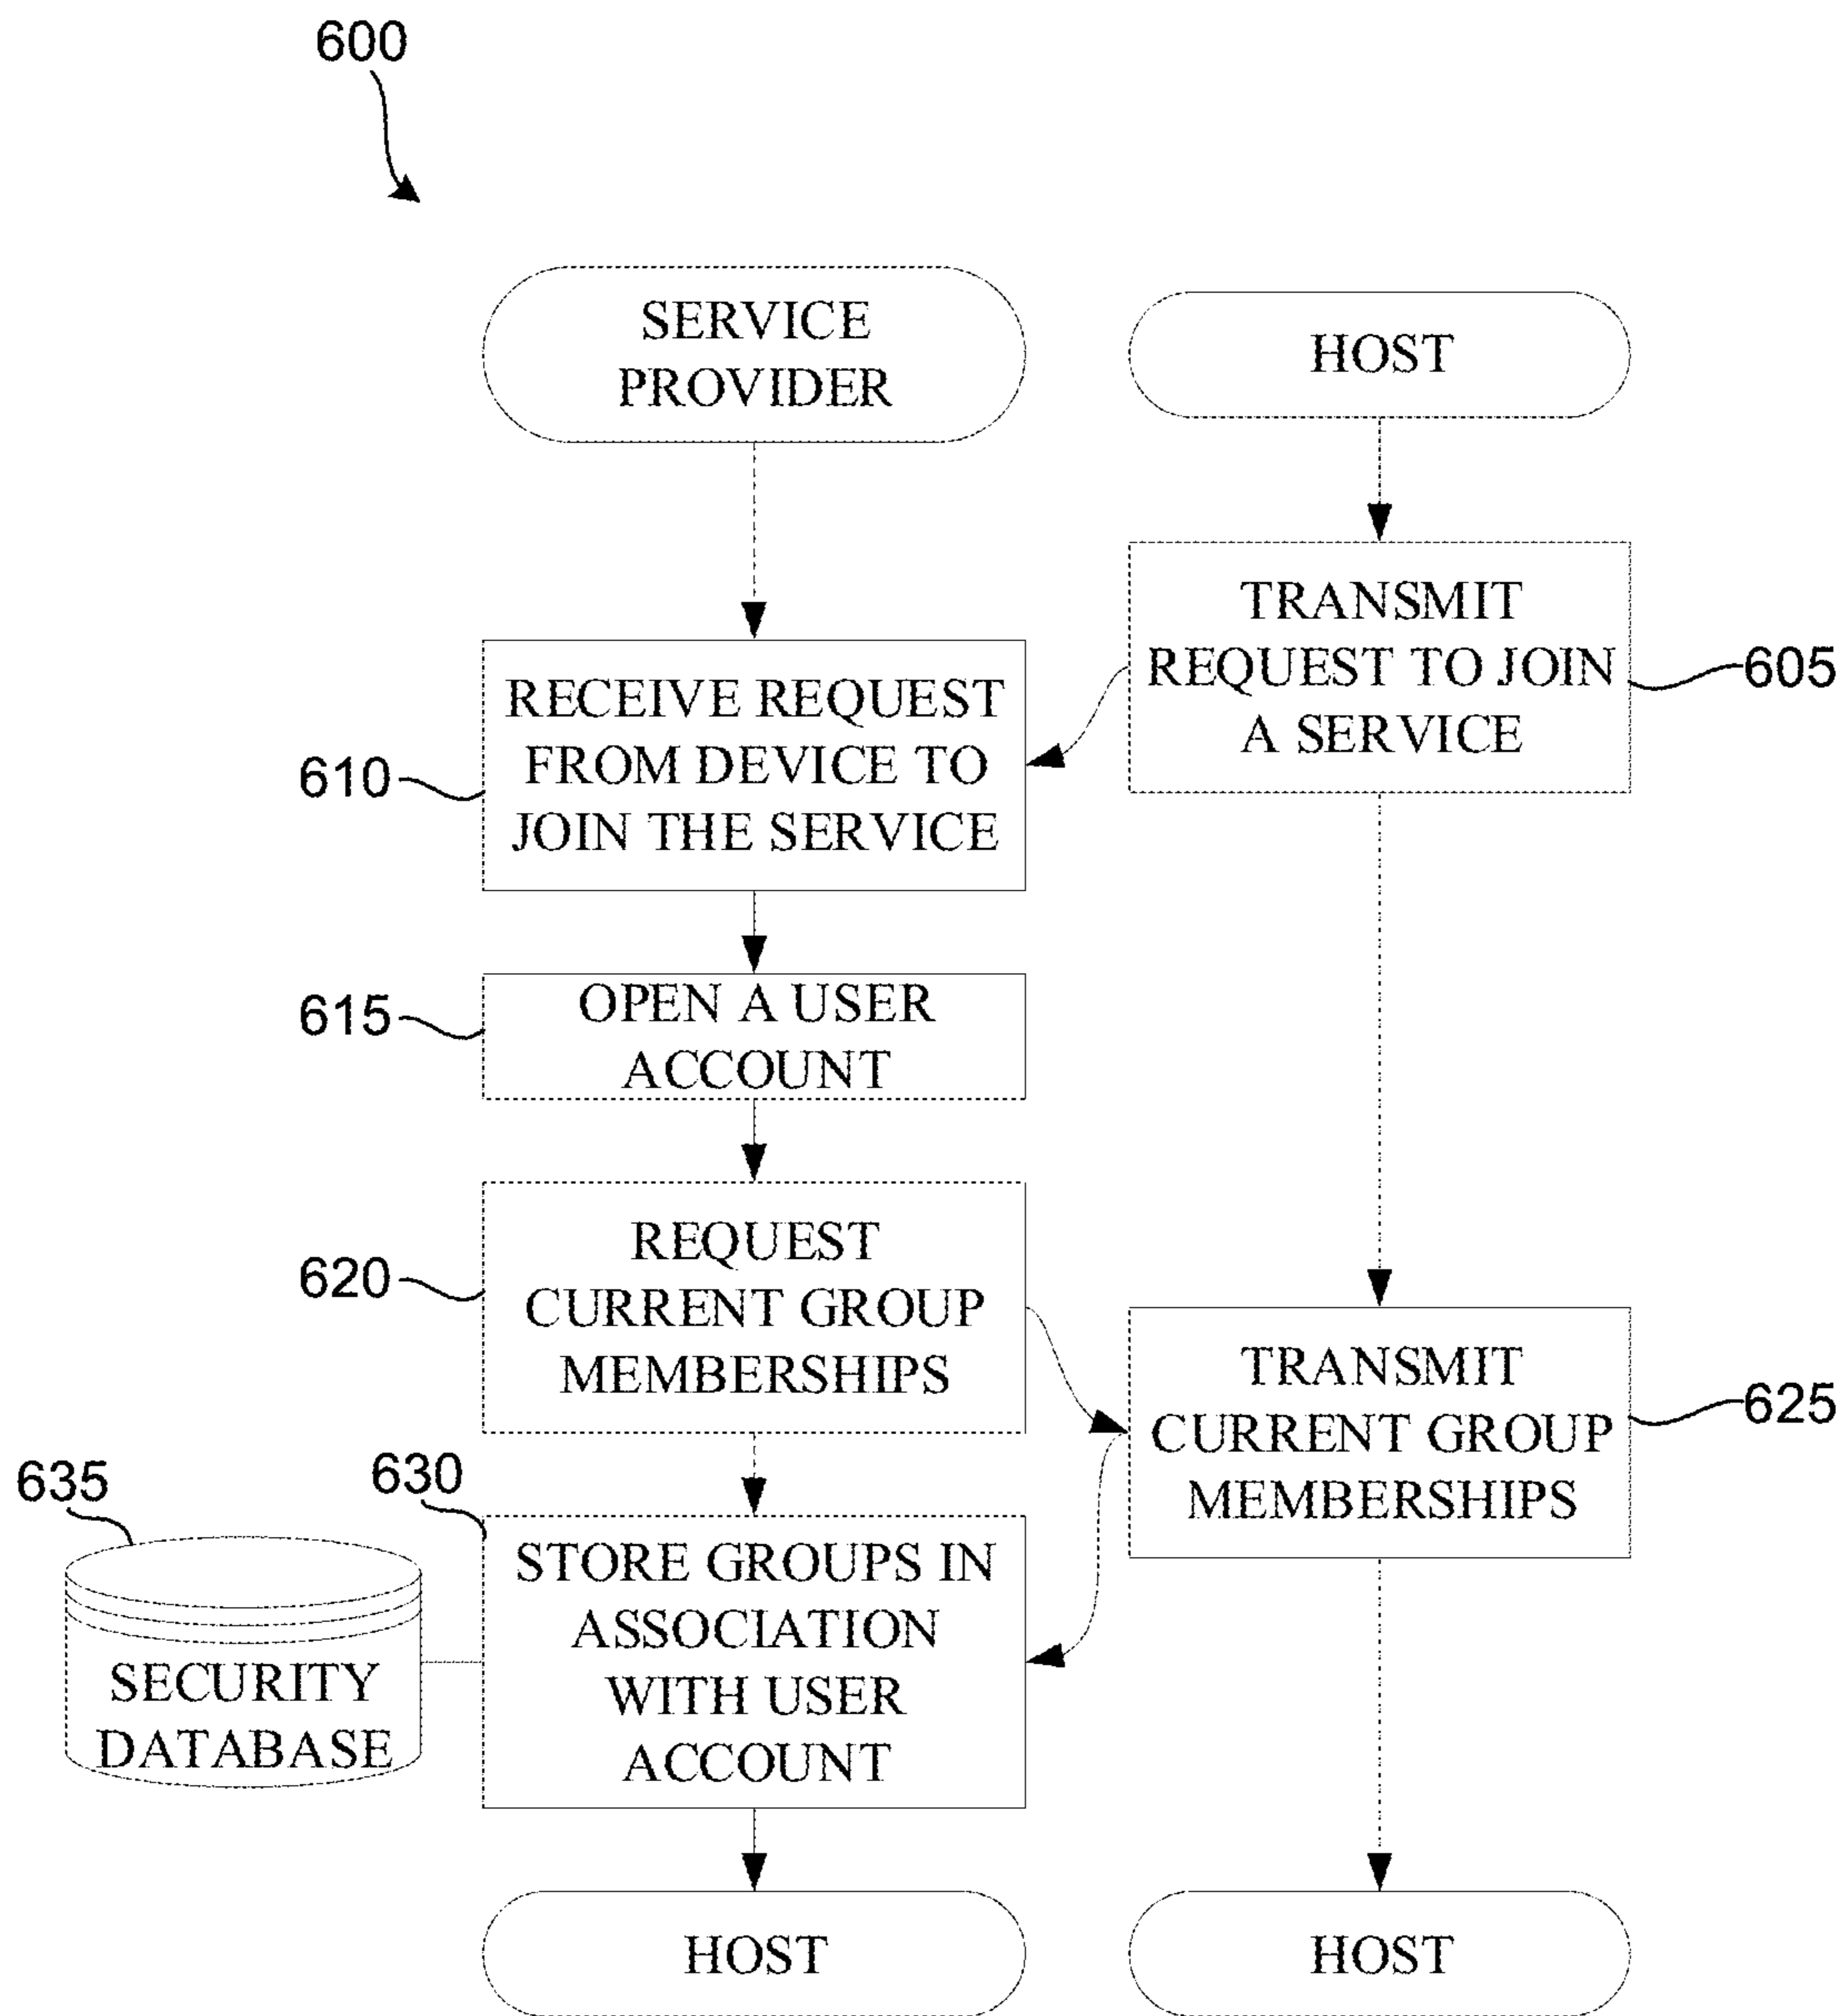 600
SERVICE
PROVIDER
HOST
TRANSMIT
REQUEST TO JOIN
A SERVICE
605
RECEIVE REQUEST
FROM DEVICE TO
JOIN THE SERVICE
610
OPEN A USER
ACCOUNT
615
REQUEST
CURRENT GROUP
MEMBERSHIPS
620
TRANSMIT
CURRENT GROUP
MEMBERSHIPS
625
635
630
SECURITY
DATABASE
STORE GROUPS IN
ASSOCIATION
WITH USER
ACCOUNT
HOST
HOST